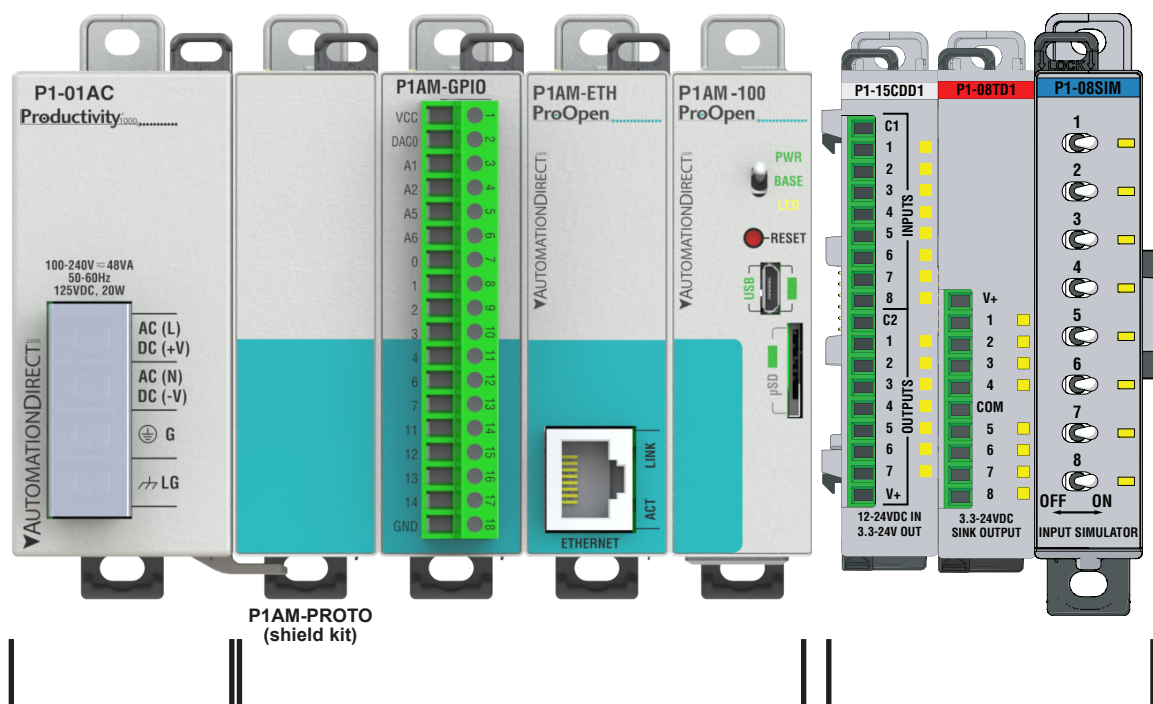 P1-01AC
Productivity1000
100-240V ≂ 48VA
50-60Hz
125VDC, 20W
AC (L)
DC (+V)
AC (N)
DC (-V)
G
LG
AUTOMATIONDIRECT.com
P1AM-PROTO
(shield kit)
P1AM-GPIO
VCC 1
DAC0 2
A1 3
A2 4
A5 5
A6 6
0 7
1 8
2 9
3 10
4 11
6 12
7 13
11 14
12 15
13 16
14 17
GND 18
P1AM-ETH
ProOpen
AUTOMATIONDIRECT
LINK
ACT
ETHERNET
P1AM-100
ProOpen
PWR
BASE
LED
RESET
USB
µSD
AUTOMATIONDIRECT
P1-15CDD1
C1
1
2
3
4
5
6
7
8
INPUTS
C2
1
2
3
4
5
6
7
V+
OUTPUTS
12-24VDC IN
3.3-24V OUT
P1-08TD1
V+
1
2
3
4
COM
5
6
7
8
3.3-24VDC
SINK OUTPUT
LOCK
P1-08SIM
1
2
3
4
5
6
7
8
OFF ON
INPUT SIMULATOR